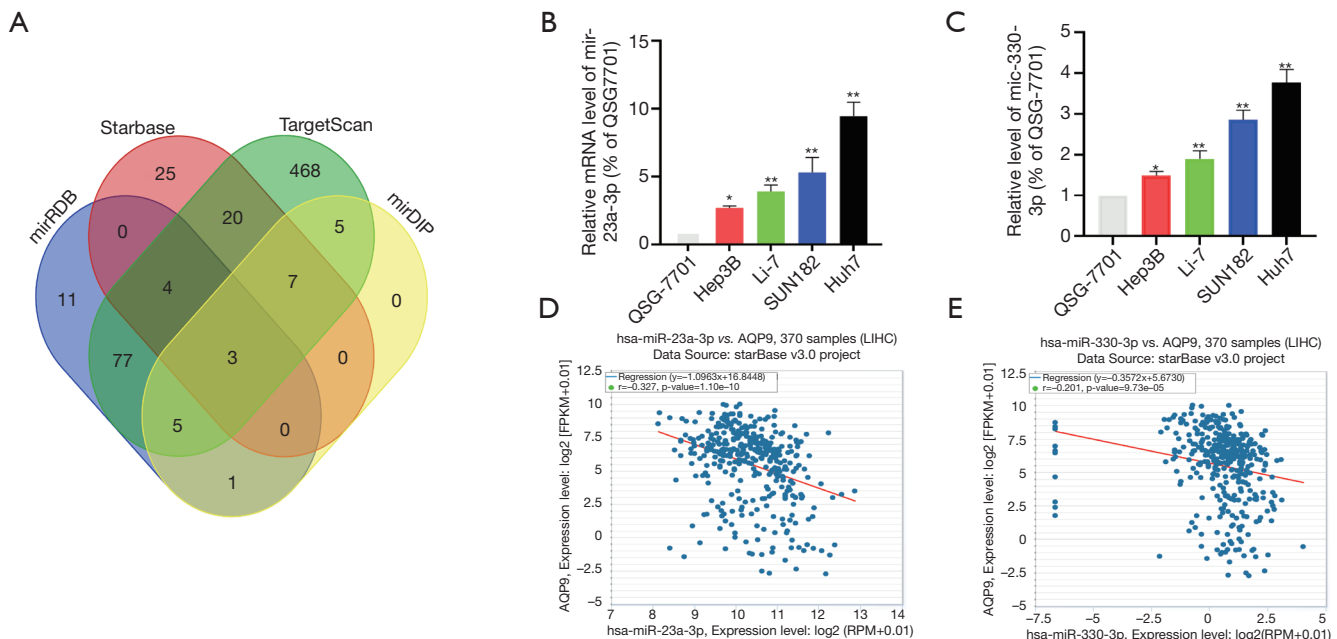 A
Starbase
TargetScan
mirRDB
mirDIP
25
468
0
20
5
11
4
7
0
77
3
0
5
0
1
B
Relative mRNA level of mir-
23a-3p (% of QSG7701)
15
10
5
0
*
**
**
**
QSG-7701
Hep3B
Li-7
SUN182
Huh7
C
Relative level of mic-330-
3p (% of QSG-7701)
5
4
3
2
1
0
*
**
**
**
QSG-7701
Hep3B
Li-7
SUN182
Huh7
D
hsa-miR-23a-3p vs. AQP9, 370 samples (LIHC)
Data Source: starBase v3.0 project
Regression (y=−1.0963x+16.8448)
r=−0.327, p-value=1.10e-10
AQP9, Expression level: log2 [FPKM+0.01]
12.5
10
7.5
5
2.5
0
−2.5
−5
7
8
9
10
11
12
13
14
hsa-miR-23a-3p, Expression level: log2 (RPM+0.01)
E
hsa-miR-330-3p vs. AQP9, 370 samples (LIHC)
Data Source: starBase v3.0 project
Regression (y=−0.3572x+5.6730)
r=−0.201, p-value=9.73e-05
AQP9, Expression level: log2 [FPKM+0.01]
12.5
10
7.5
5
2.5
0
−2.5
−5
−7.5
−5
−2.5
0
2.5
5
hsa-miR-330-3p, Expression level: log2(RPM+0.01)